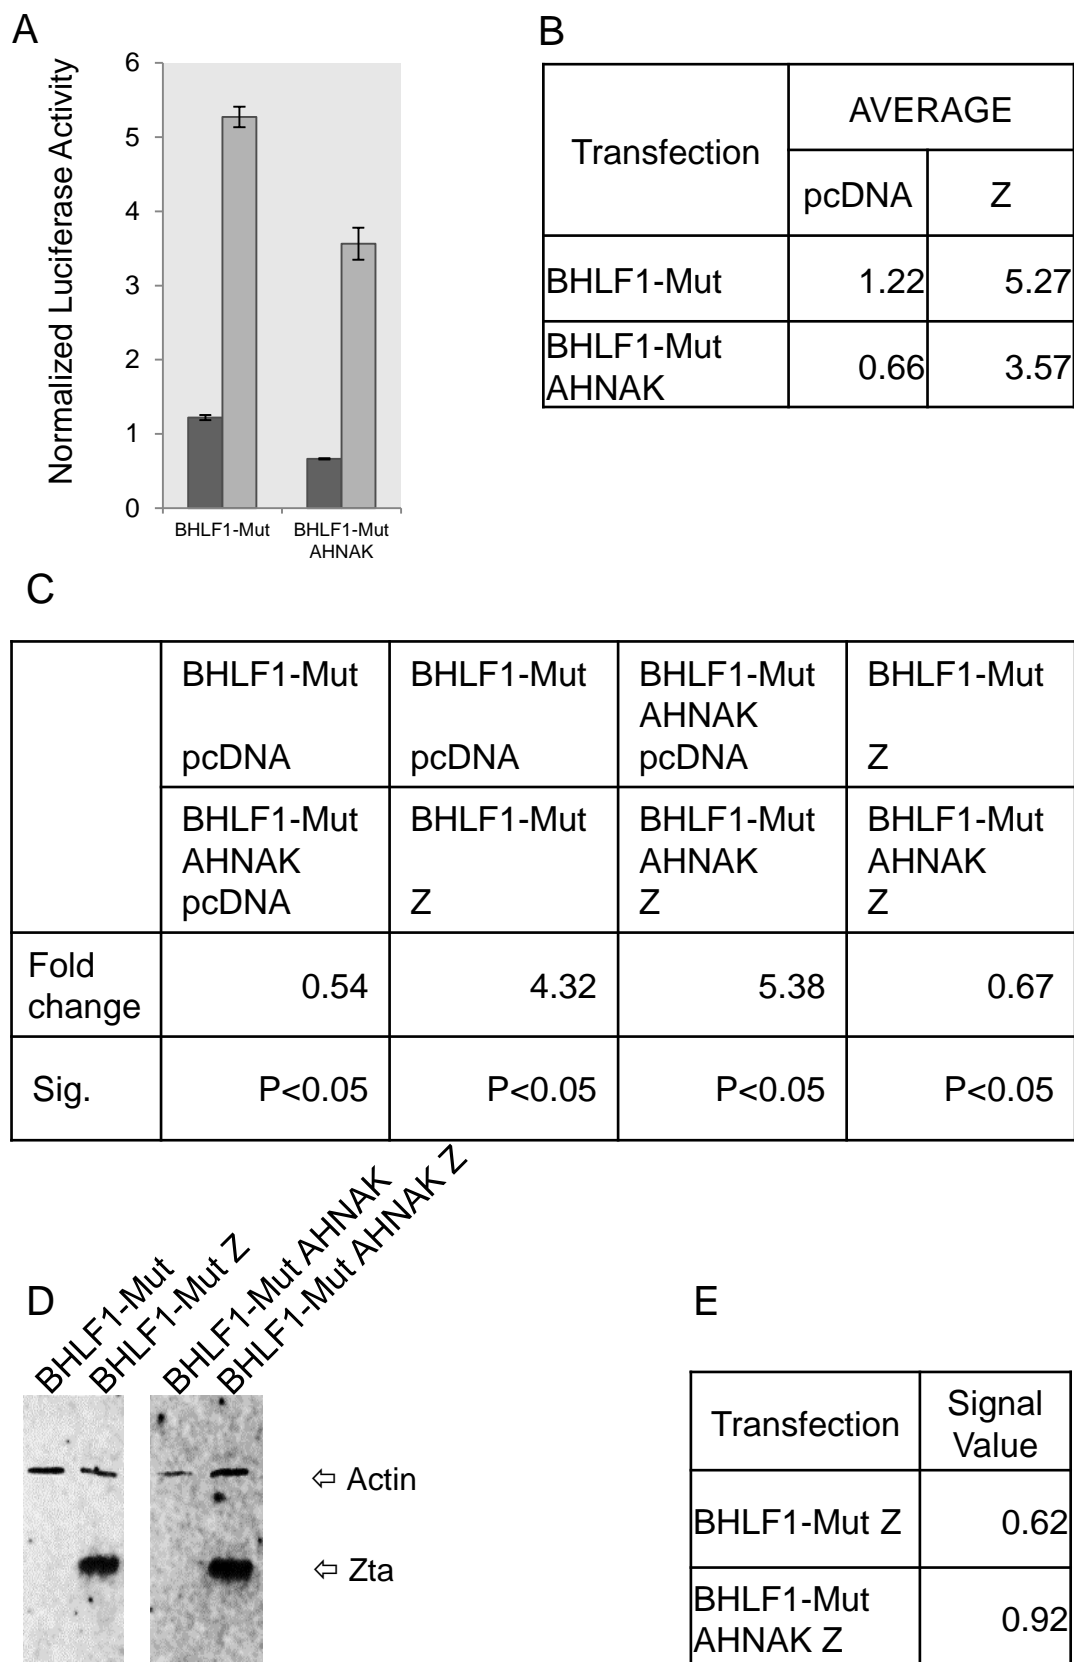 A
Normalized Luciferase Activity
6
5
4
3
2
1
0
BHLF1-Mut
BHLF1-Mut
AHNAK
B
Transfection
AVERAGE
pcDNA
Z
BHLF1-Mut
1.22
5.27
BHLF1-Mut
AHNAK
0.66
3.57
C
BHLF1-Mut
pcDNA
BHLF1-Mut
pcDNA
BHLF1-Mut
AHNAK
pcDNA
BHLF1-Mut
Z
BHLF1-Mut
AHNAK
pcDNA
BHLF1-Mut
Z
BHLF1-Mut
AHNAK
Z
BHLF1-Mut
AHNAK
Z
Fold
change
0.54
4.32
5.38
0.67
Sig.
P<0.05
P<0.05
P<0.05
P<0.05
D
BHLF1-Mut
BHLF1-Mut Z
BHLF1-Mut AHNAK
BHLF1-Mut AHNAK Z
⇦ Actin
⇦ Zta
E
Transfection
Signal
Value
BHLF1-Mut Z
0.62
BHLF1-Mut
AHNAK Z
0.92